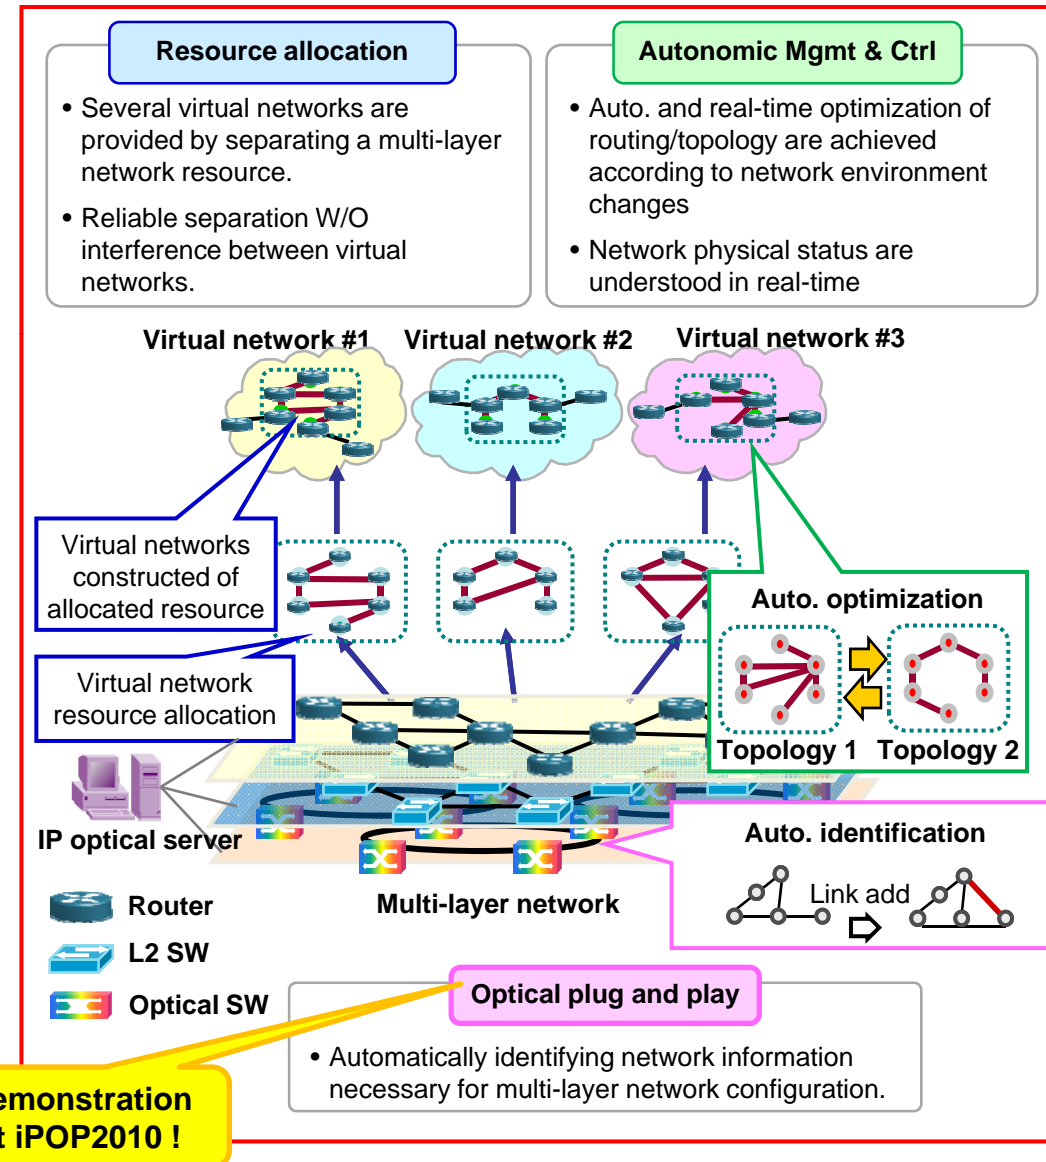 Resource allocation
• Several virtual networks are
provided by separating a multi-layer
network resource.
• Reliable separation W/O
interference between virtual
networks.
Autonomic Mgmt & Ctrl
• Auto. and real-time optimization of
routing/topology are achieved
according to network environment
changes
• Network physical status are
understood in real-time
Virtual network #1
Virtual network #2
Virtual network #3
Virtual networks
constructed of
allocated resource
Virtual network
resource allocation
Auto. optimization
Topology 1
Topology 2
IP optical server
Auto. identification
Link add
Multi-layer network
Router
L2 SW
Optical SW
Optical plug and play
• Automatically identifying network information
necessary for multi-layer network configuration.
emonstration
t iPOP2010 !